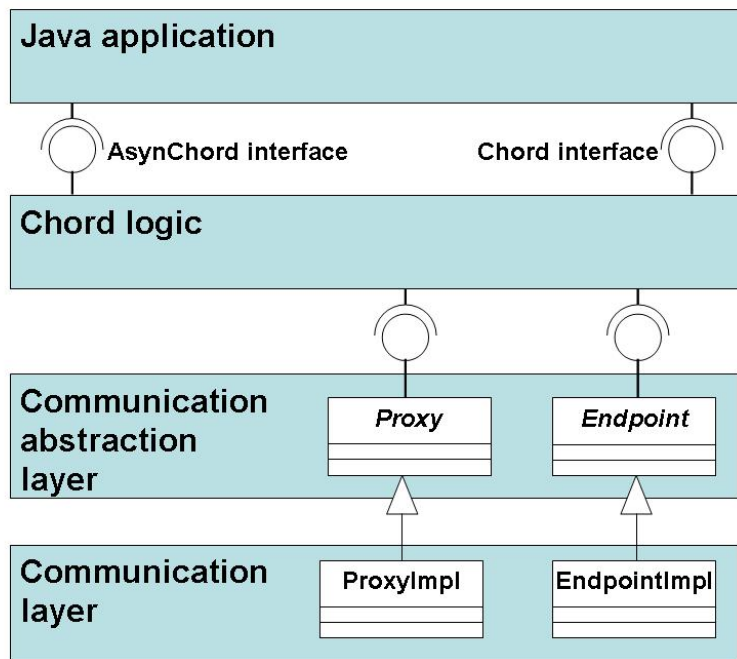 Java application
AsynChord interface
Chord interface
Chord logic
Communication
abstraction
layer
Proxy
Endpoint
Communication
layer
ProxyImpl
EndpointImpl